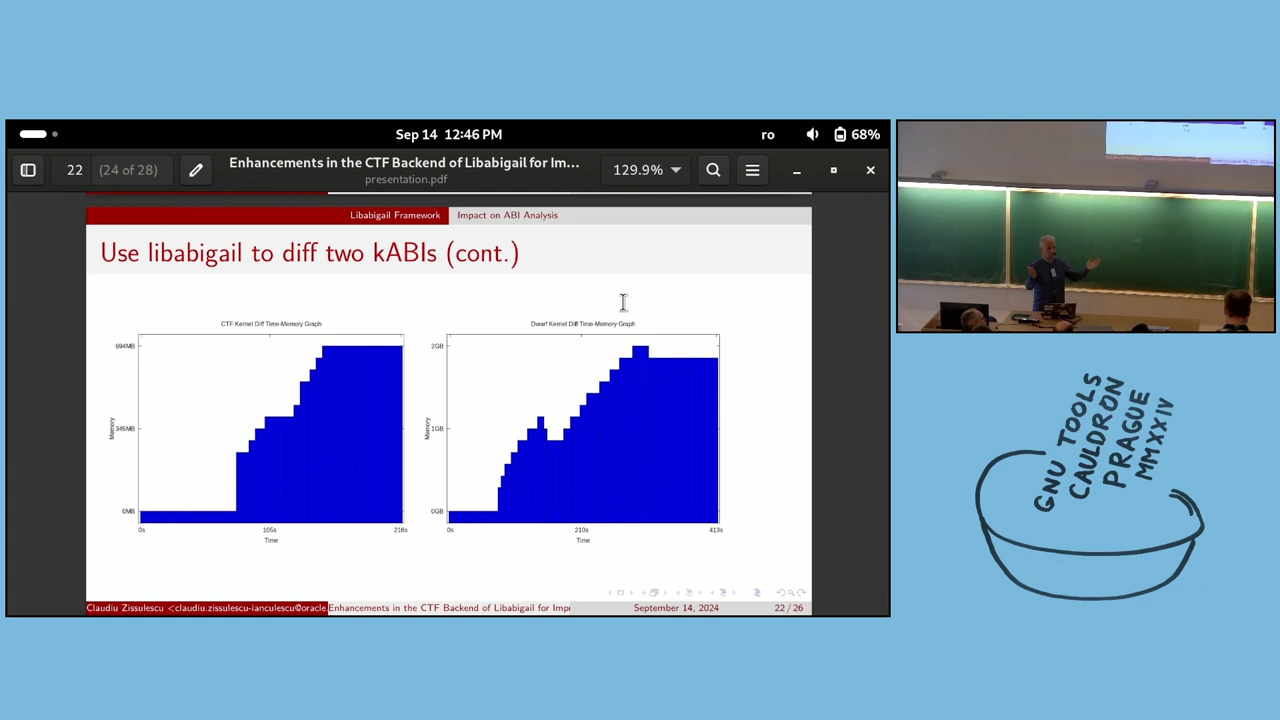 Sep 14 12:46 PM
ro
68%
22
(24 of 28)
Enhancements in the CTF Backend of Libabigail for Im...
presentation.pdf
129.9%
Libabigail Framework
Impact on ABI Analysis
Use libabigail to diff two kABIs (cont.)
CTF Kernel Diff Time-Memory Graph
694MB
345MB
0MB
Memory
0s
105s
216s
Time
Dwarf Kernel Diff Time-Memory Graph
2GB
1GB
0GB
Memory
0s
210s
413s
Time
Claudiu Zissulescu <claudiu.zissulescu-ianculescu@oracle.
Enhancements in the CTF Backend of Libabigail for Impr
September 14, 2024
22 / 26
GNU TOOLS
CAULDRON
PRAGUE
MMXXIV